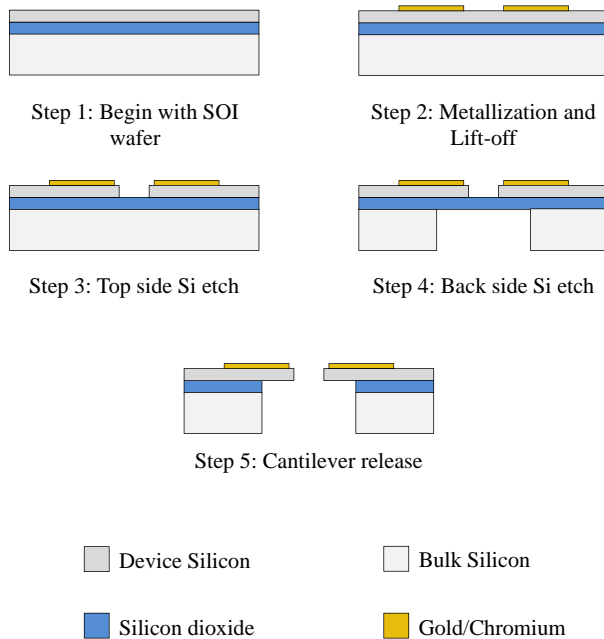 Step 1: Begin with SOI
wafer
Step 2: Metallization and
Lift-off
Step 3: Top side Si etch
Step 4: Back side Si etch
Step 5: Cantilever release
Device Silicon
Bulk Silicon
Silicon dioxide
Gold/Chromium